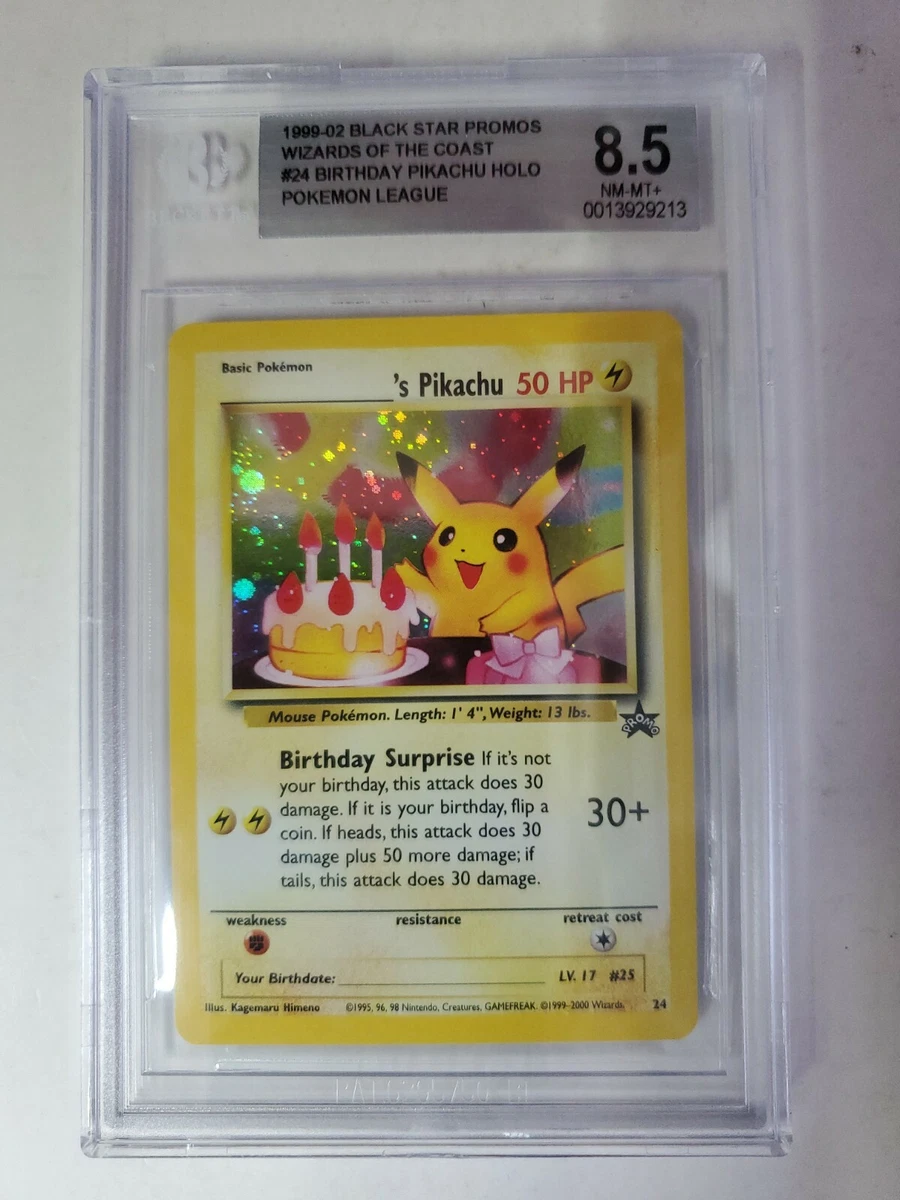 1999-02 BLACK STAR PROMOS
WIZARDS OF THE COAST
#24 BIRTHDAY PIKACHU HOLO
POKEMON LEAGUE
8.5
NM-MT+
0013929213
Basic Pokémon
________'s Pikachu 50 HP
Mouse Pokémon. Length: 1' 4", Weight: 13 lbs.
PROMO
Birthday Surprise If it's not
your birthday, this attack does 30
damage. If it is your birthday, flip a
coin. If heads, this attack does 30
damage plus 50 more damage; if
tails, this attack does 30 damage.
30+
weakness resistance retreat cost
Your Birthdate: ________ LV. 17 #25
Illus. Kagemaru Himeno ©1995, 96, 98 Nintendo, Creatures, GAMEFREAK. ©1999-2000 Wizards. 24